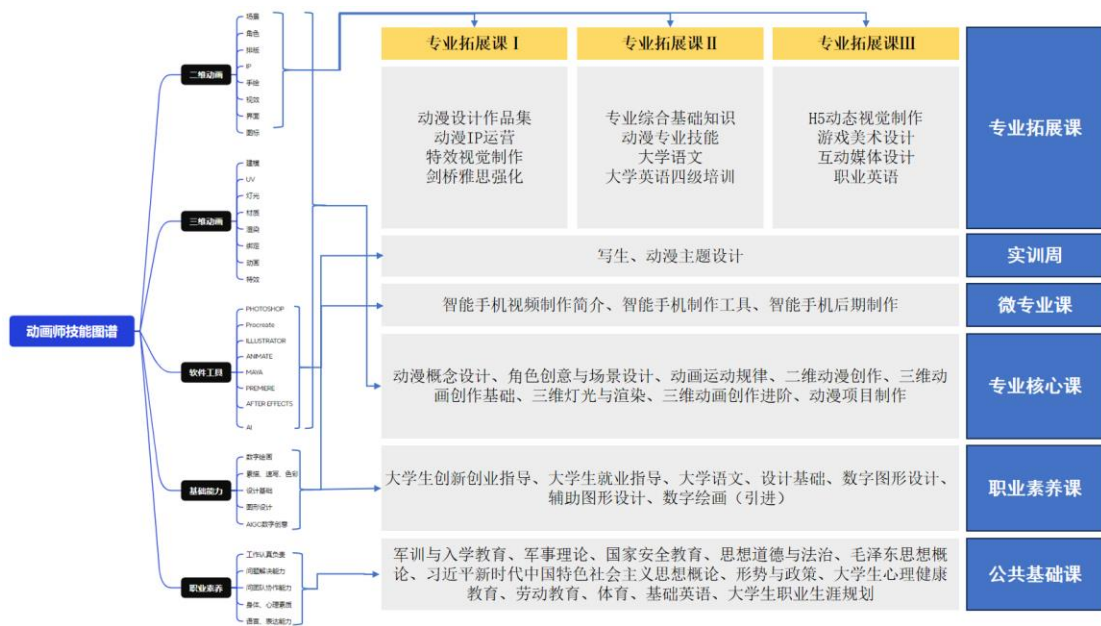 动画师技能图谱
二维动画
场景
角色
排版
IP
手绘
视效
界面
图标
三维动画
建模
UV
灯光
材质
渲染
绑定
动画
特效
软件工具
PHOTOSHOP
Procreate
ILLUSTRATOR
ANIMATE
MAYA
PREMIERE
AFTER EFFECTS
AI
基础能力
数字绘画
素描、速写、色彩
设计基础
图形设计
AIGC数字创意
职业素养
工作认真负责
问题解决能力
问团队协作能力
身体、心理素质
语言、表达能力
专业拓展课Ⅰ
动漫设计作品集
动漫IP运营
特效视觉制作
剑桥雅思强化
专业拓展课Ⅱ
专业综合基础知识
动漫专业技能
大学语文
大学英语四级培训
专业拓展课Ⅲ
H5动态视觉制作
游戏美术设计
互动媒体设计
职业英语
专业拓展课
写生、动漫主题设计
实训周
智能手机视频制作简介、智能手机制作工具、智能手机后期制作
微专业课
动漫概念设计、角色创意与场景设计、动画运动规律、二维动漫创作、三维动
画创作基础、三维灯光与渲染、三维动画创作进阶、动漫项目制作
专业核心课
大学生创新创业指导、大学生就业指导、大学语文、设计基础、数字图形设计、
辅助图形设计、数字绘画（引进）
职业素养课
军训与入学教育、军事理论、国家安全教育、思想道德与法治、毛泽东思想概
论、习近平新时代中国特色社会主义思想概论、形势与政策、大学生心理健康
教育、劳动教育、体育、基础英语、大学生职业生涯规划
公共基础课